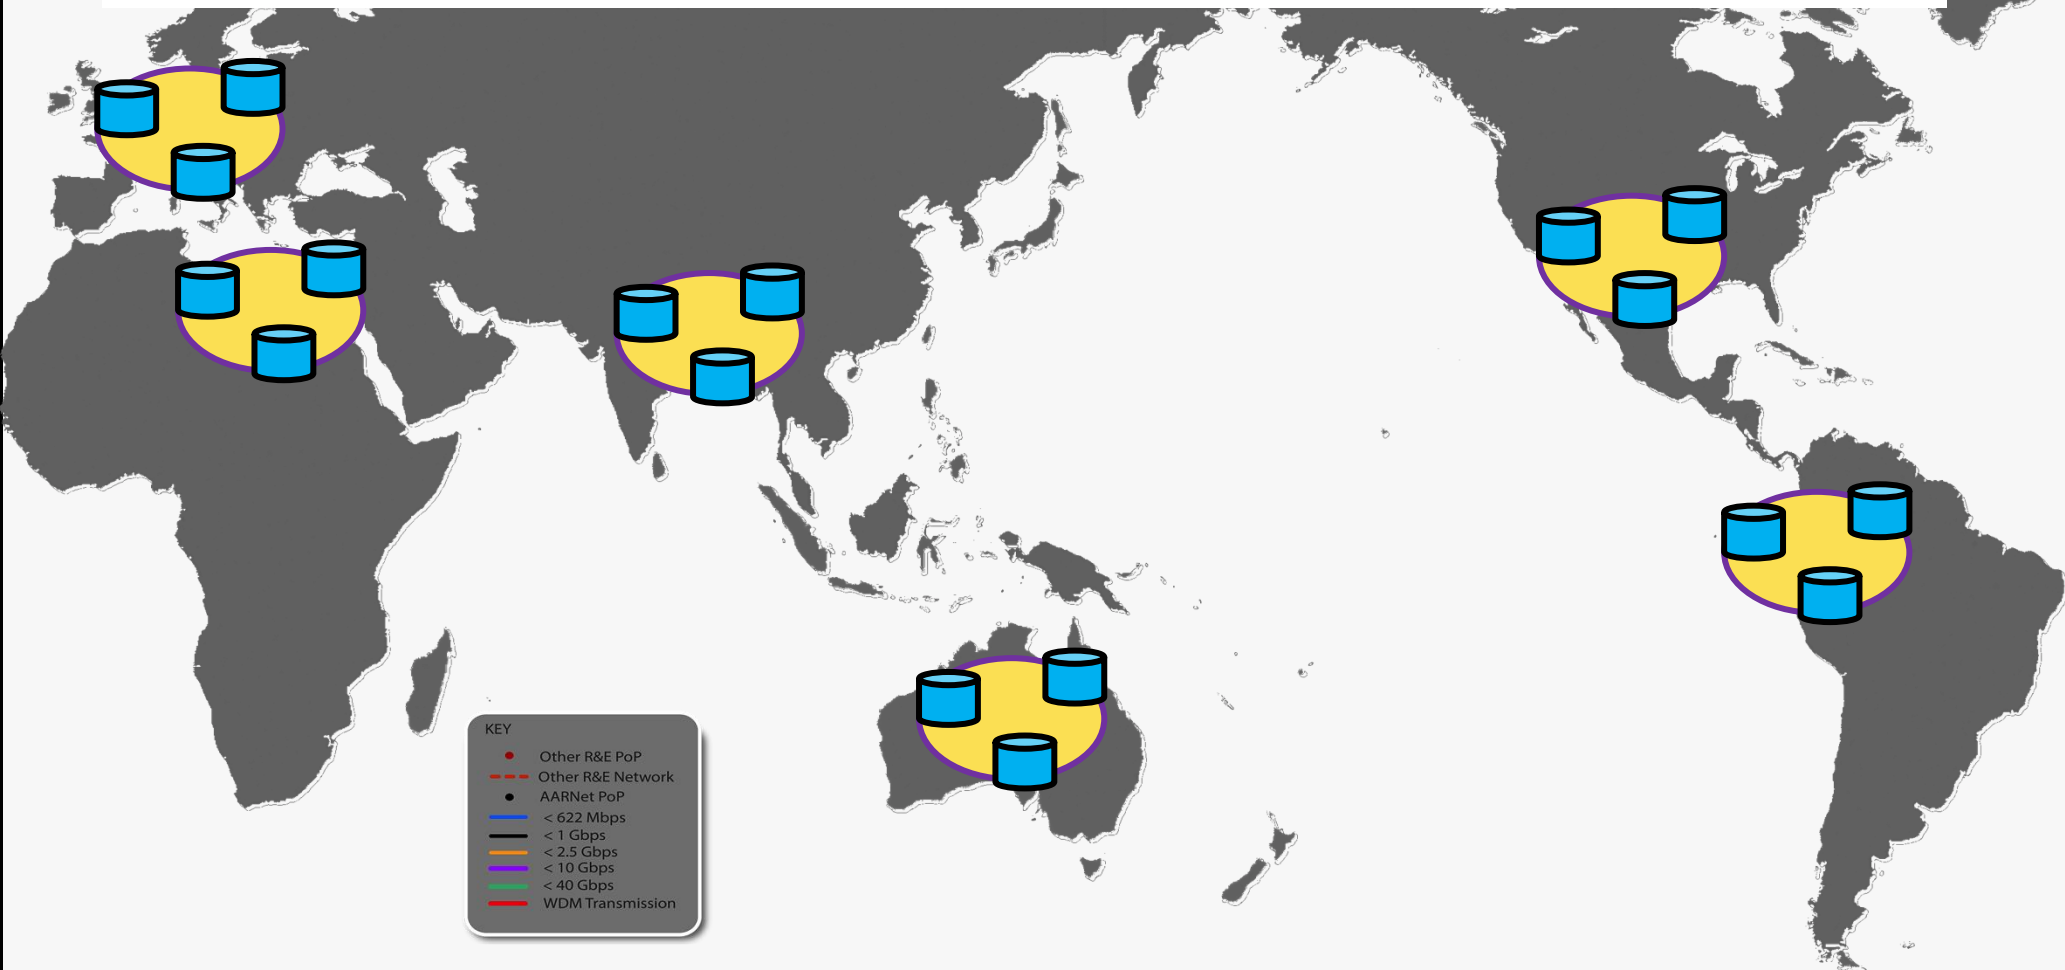 KEY
Other R&E PoP
Other R&E Network
AARNet PoP
< 622 Mbps
< 1 Gbps
< 2.5 Gbps
< 10 Gbps
< 40 Gbps
WDM Transmission